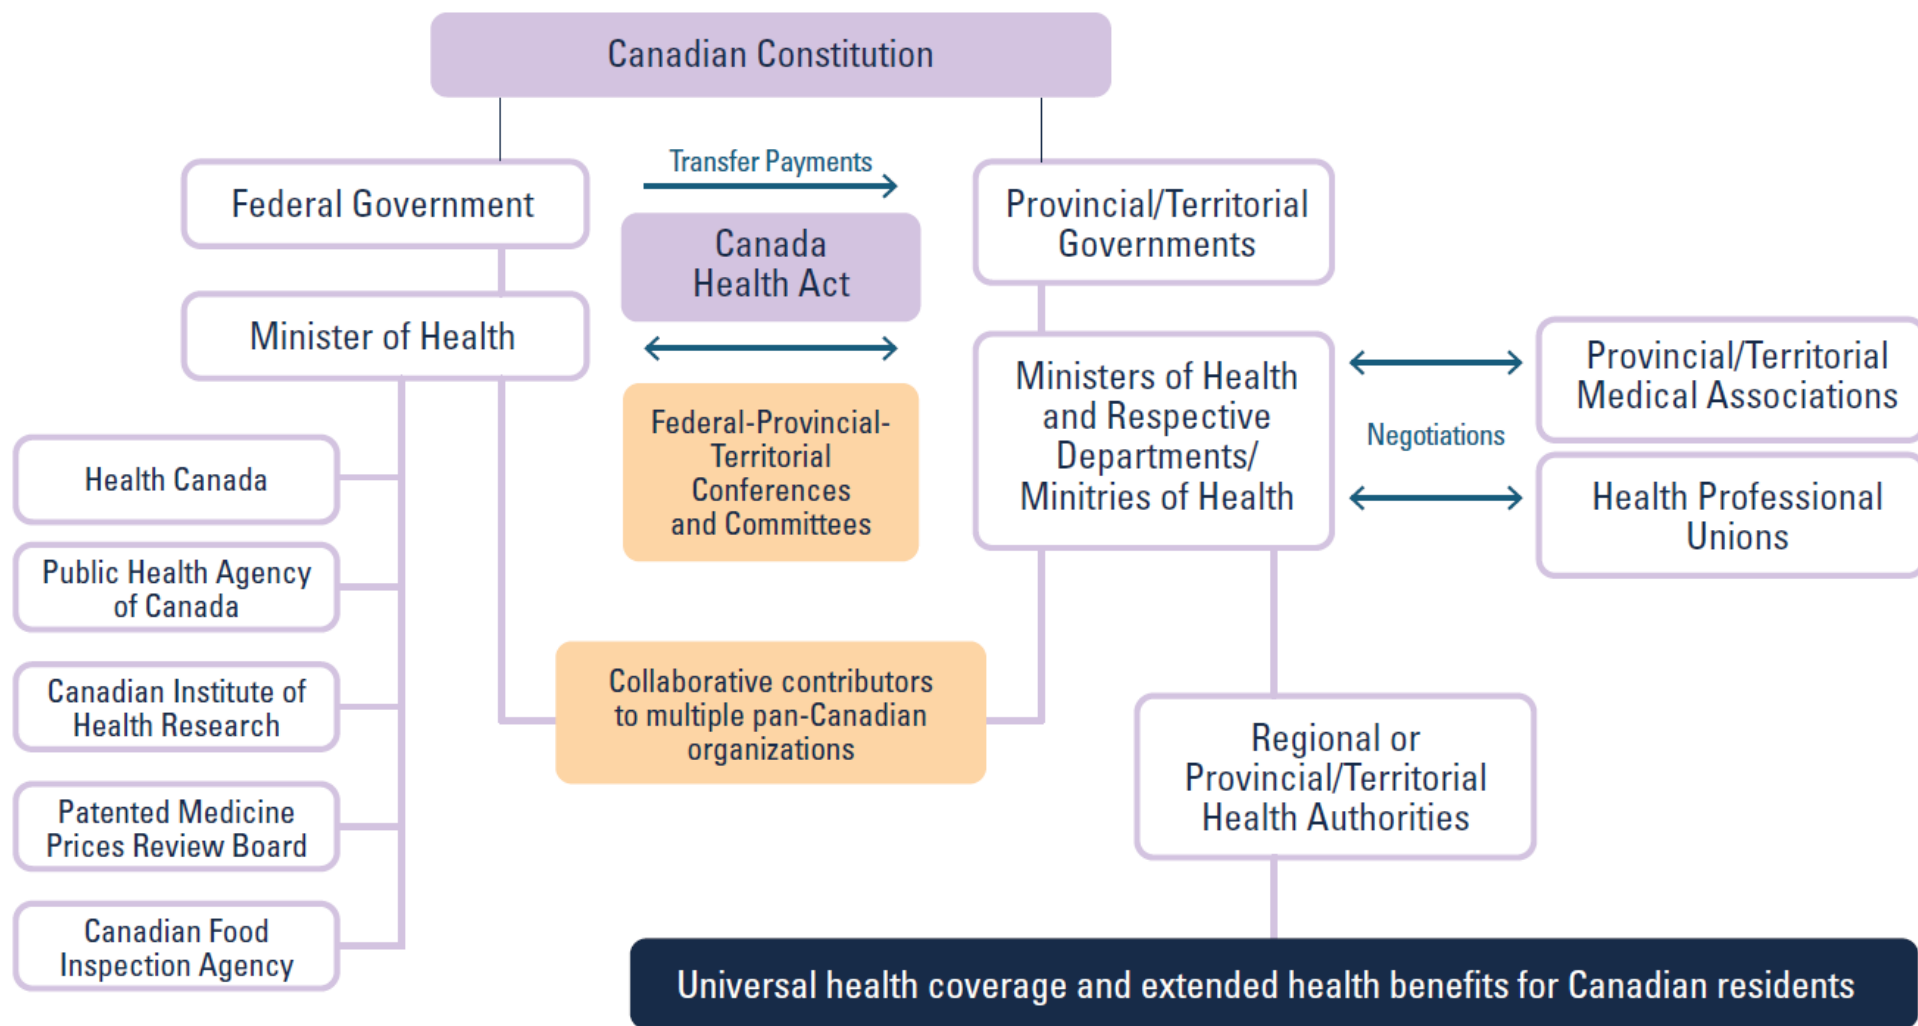 Canadian Constitution
Federal Government
Transfer Payments
Canada
Health Act
Provincial/Territorial
Governments
Minister of Health
Federal-Provincial-
Territorial
Conferences
and Committees
Ministers of Health
and Respective
Departments/
Minitries of Health
Negotiations
Provincial/Territorial
Medical Associations
Health Professional
Unions
Health Canada
Public Health Agency
of Canada
Canadian Institute of
Health Research
Patented Medicine
Prices Review Board
Canadian Food
Inspection Agency
Collaborative contributors
to multiple pan-Canadian
organizations
Regional or
Provincial/Territorial
Health Authorities
Universal health coverage and extended health benefits for Canadian residents